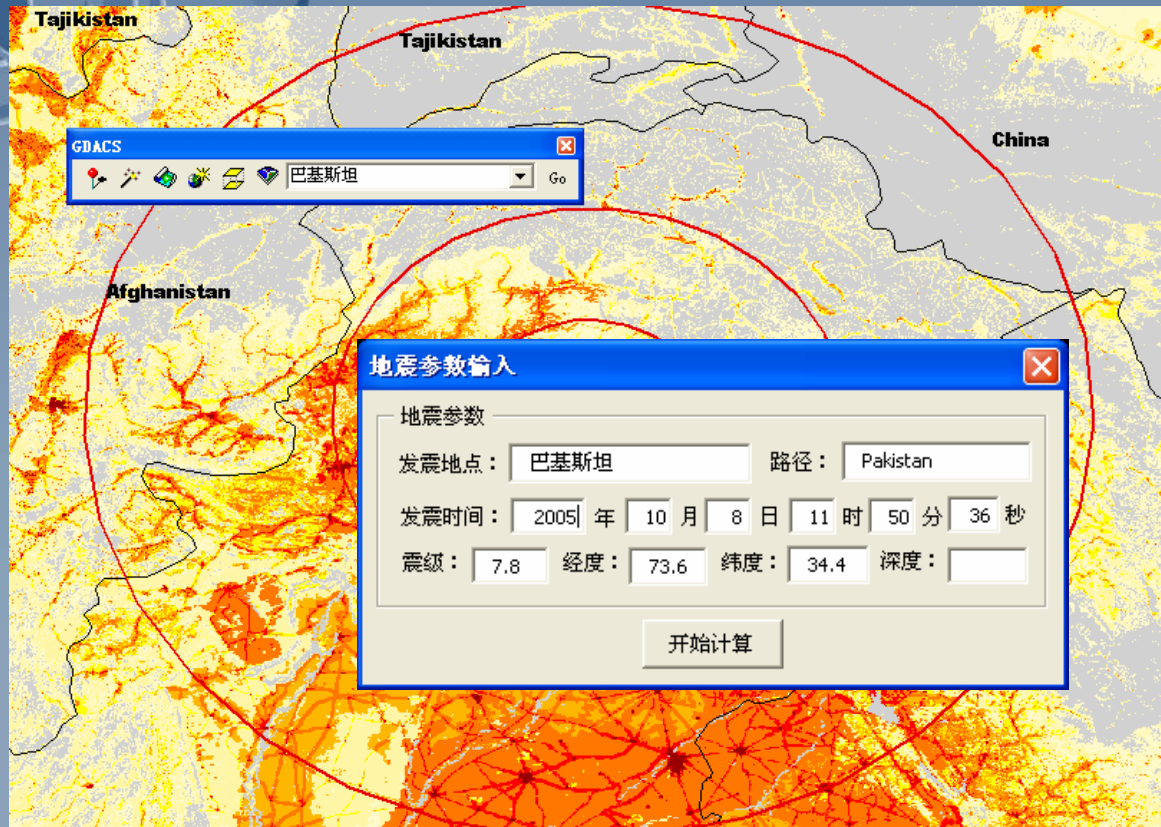 Tajikistan
Tajikistan
China
GDACS
巴基斯坦 Go
Afghanistan
地震参数输入
地震参数
发震地点： 巴基斯坦 路径： Pakistan
发震时间： 2005 年 10 月 8 日 11 时 50 分 36 秒
震级： 7.8 经度： 73.6 纬度： 34.4 深度：
开始计算